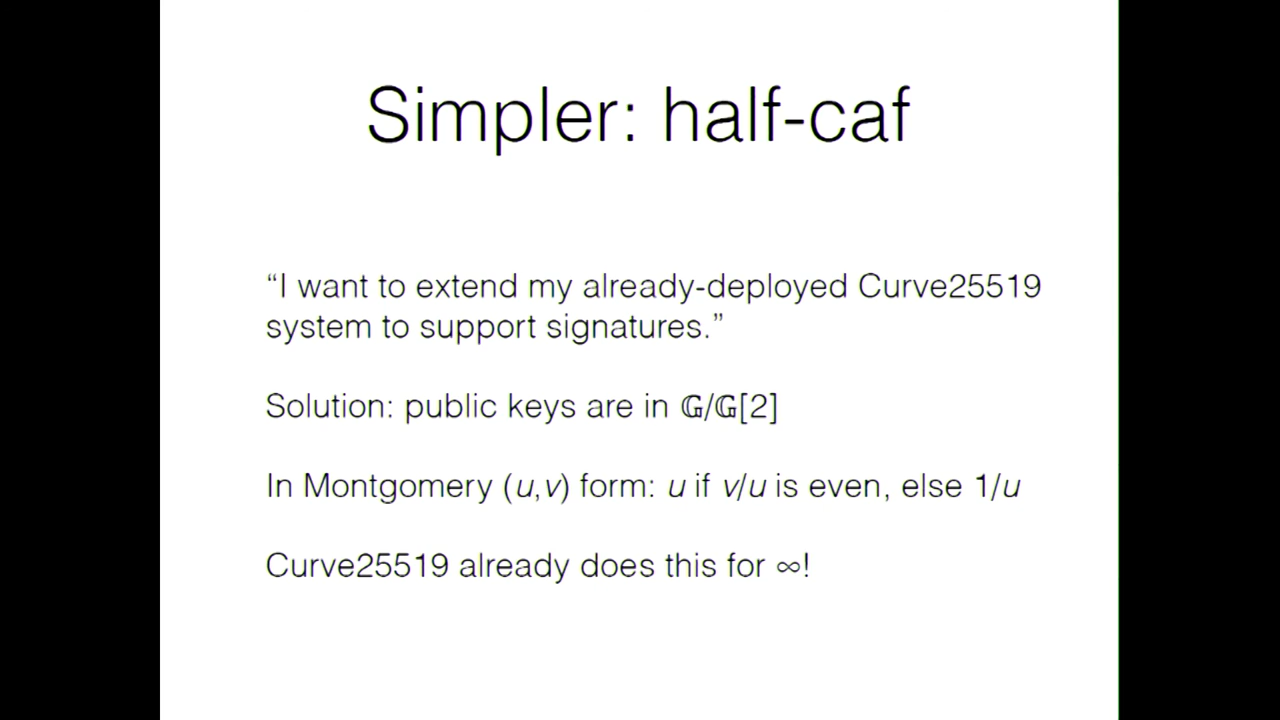 Simpler: half-caf
“I want to extend my already-deployed Curve25519
system to support signatures.”
Solution: public keys are in 𝔾/𝔾[2]
In Montgomery (u,v) form: u if v/u is even, else 1/u
Curve25519 already does this for ∞!